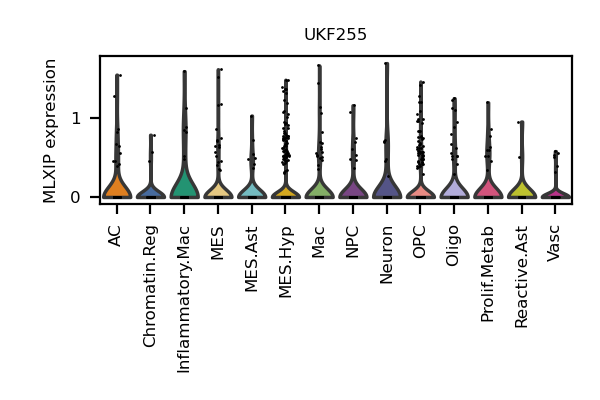 UKF255
MLXIP expression
1
0
AC
Chromatin.Reg
Inflammatory.Mac
MES
MES.Ast
MES.Hyp
Mac
NPC
Neuron
OPC
Oligo
Prolif.Metab
Reactive.Ast
Vasc